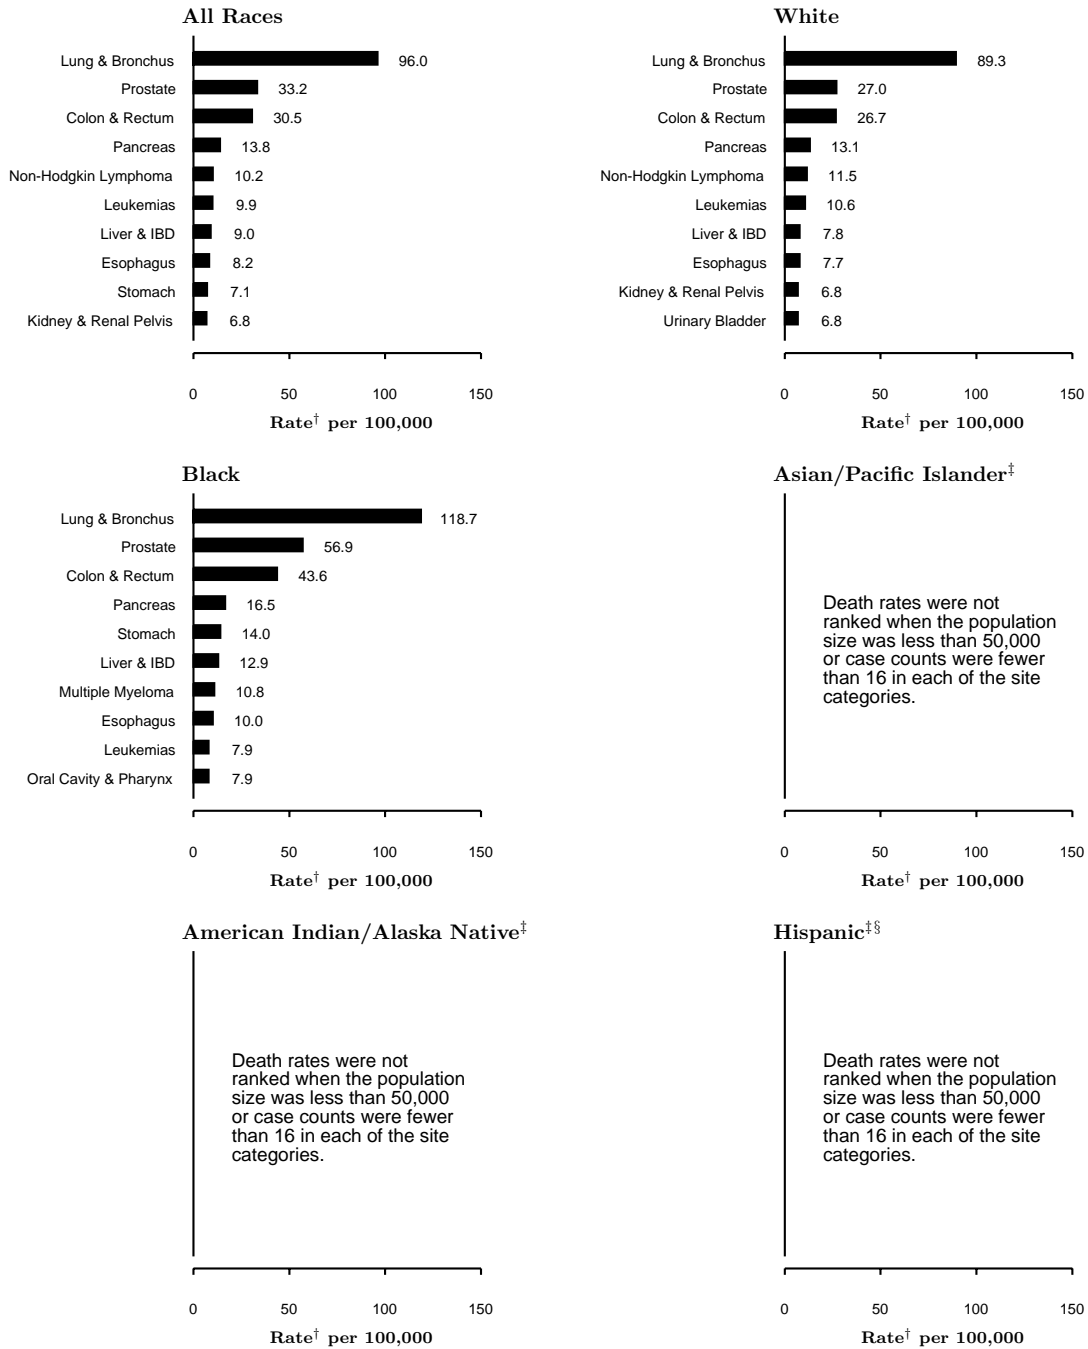 All Races
Lung & Bronchus 96.0
Prostate 33.2
Colon & Rectum 30.5
Pancreas 13.8
Non-Hodgkin Lymphoma 10.2
Leukemias 9.9
Liver & IBD 9.0
Esophagus 8.2
Stomach 7.1
Kidney & Renal Pelvis 6.8
0 50 100 150
Rate† per 100,000
White
Lung & Bronchus 89.3
Prostate 27.0
Colon & Rectum 26.7
Pancreas 13.1
Non-Hodgkin Lymphoma 11.5
Leukemias 10.6
Liver & IBD 7.8
Esophagus 7.7
Kidney & Renal Pelvis 6.8
Urinary Bladder 6.8
0 50 100 150
Rate† per 100,000
Black
Lung & Bronchus 118.7
Prostate 56.9
Colon & Rectum 43.6
Pancreas 16.5
Stomach 14.0
Liver & IBD 12.9
Multiple Myeloma 10.8
Esophagus 10.0
Leukemias 7.9
Oral Cavity & Pharynx 7.9
0 50 100 150
Rate† per 100,000
Asian/Pacific Islander‡
Death rates were not
ranked when the population
size was less than 50,000
or case counts were fewer
than 16 in each of the site
categories.
0 50 100 150
Rate† per 100,000
American Indian/Alaska Native‡
Death rates were not
ranked when the population
size was less than 50,000
or case counts were fewer
than 16 in each of the site
categories.
0 50 100 150
Rate† per 100,000
Hispanic‡§
Death rates were not
ranked when the population
size was less than 50,000
or case counts were fewer
than 16 in each of the site
categories.
0 50 100 150
Rate† per 100,000